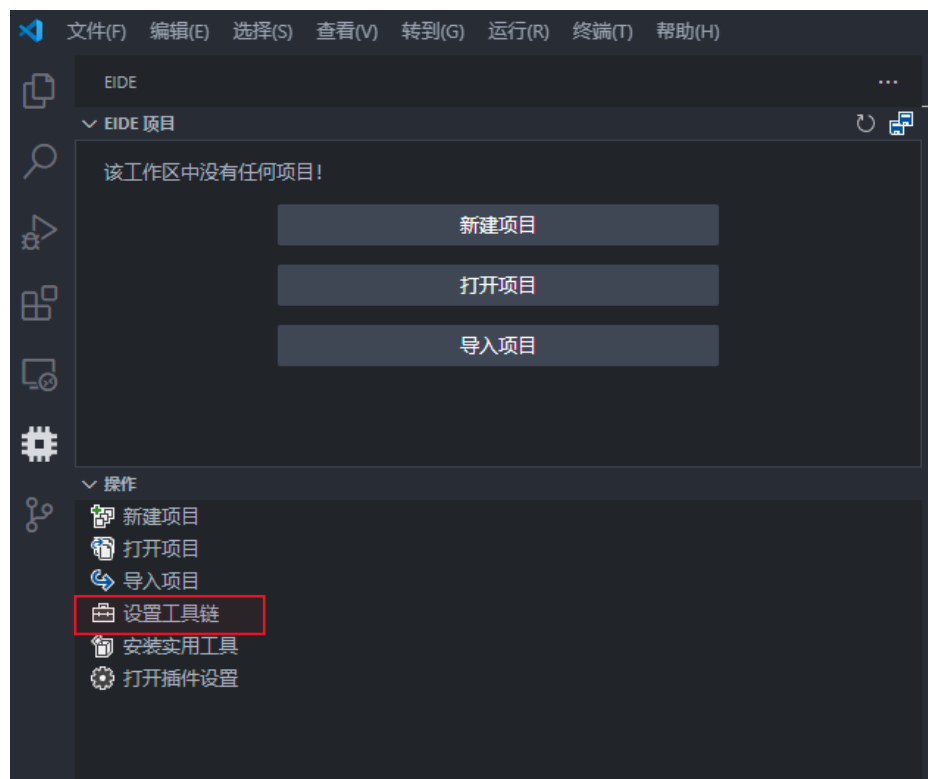 文件(F) 编辑(E) 选择(S) 查看(V) 转到(G) 运行(R) 终端(T) 帮助(H)
EIDE
EIDE 项目
该工作区中没有任何项目!
新建项目
打开项目
导入项目
操作
新建项目
打开项目
导入项目
设置工具链
安装实用工具
打开插件设置